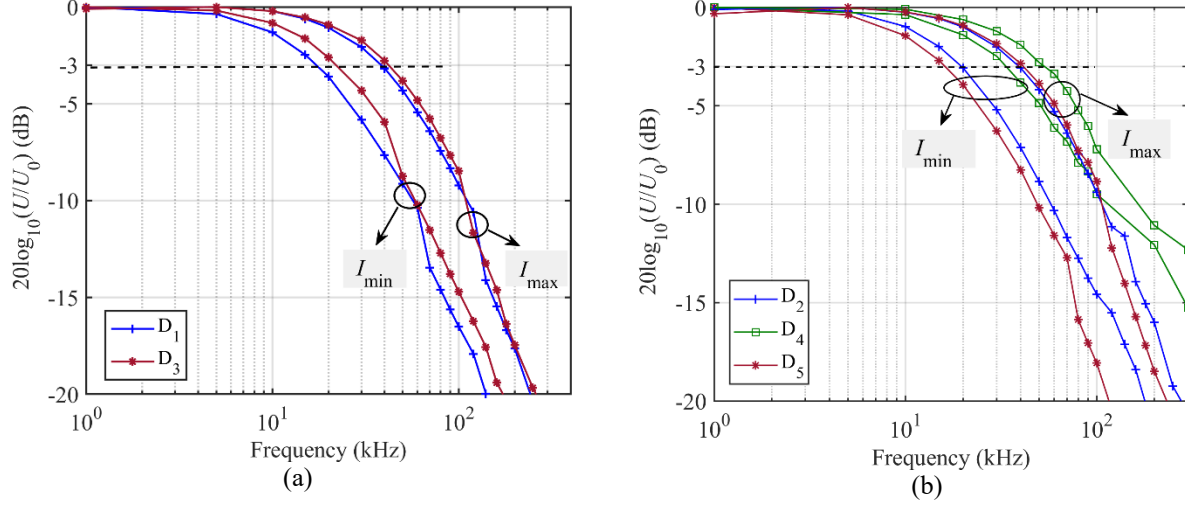 (a)
0
-3
-5
-10
-15
-20
20log10(U/U0) (dB)
Imin
Imax
D1
D3
10^0
10^1
10^2
Frequency (kHz)
(a)
0
-3
-5
-10
-15
-20
20log10(U/U0) (dB)
Imin
Imax
D2
D4
D5
10^0
10^1
10^2
Frequency (kHz)
(b)